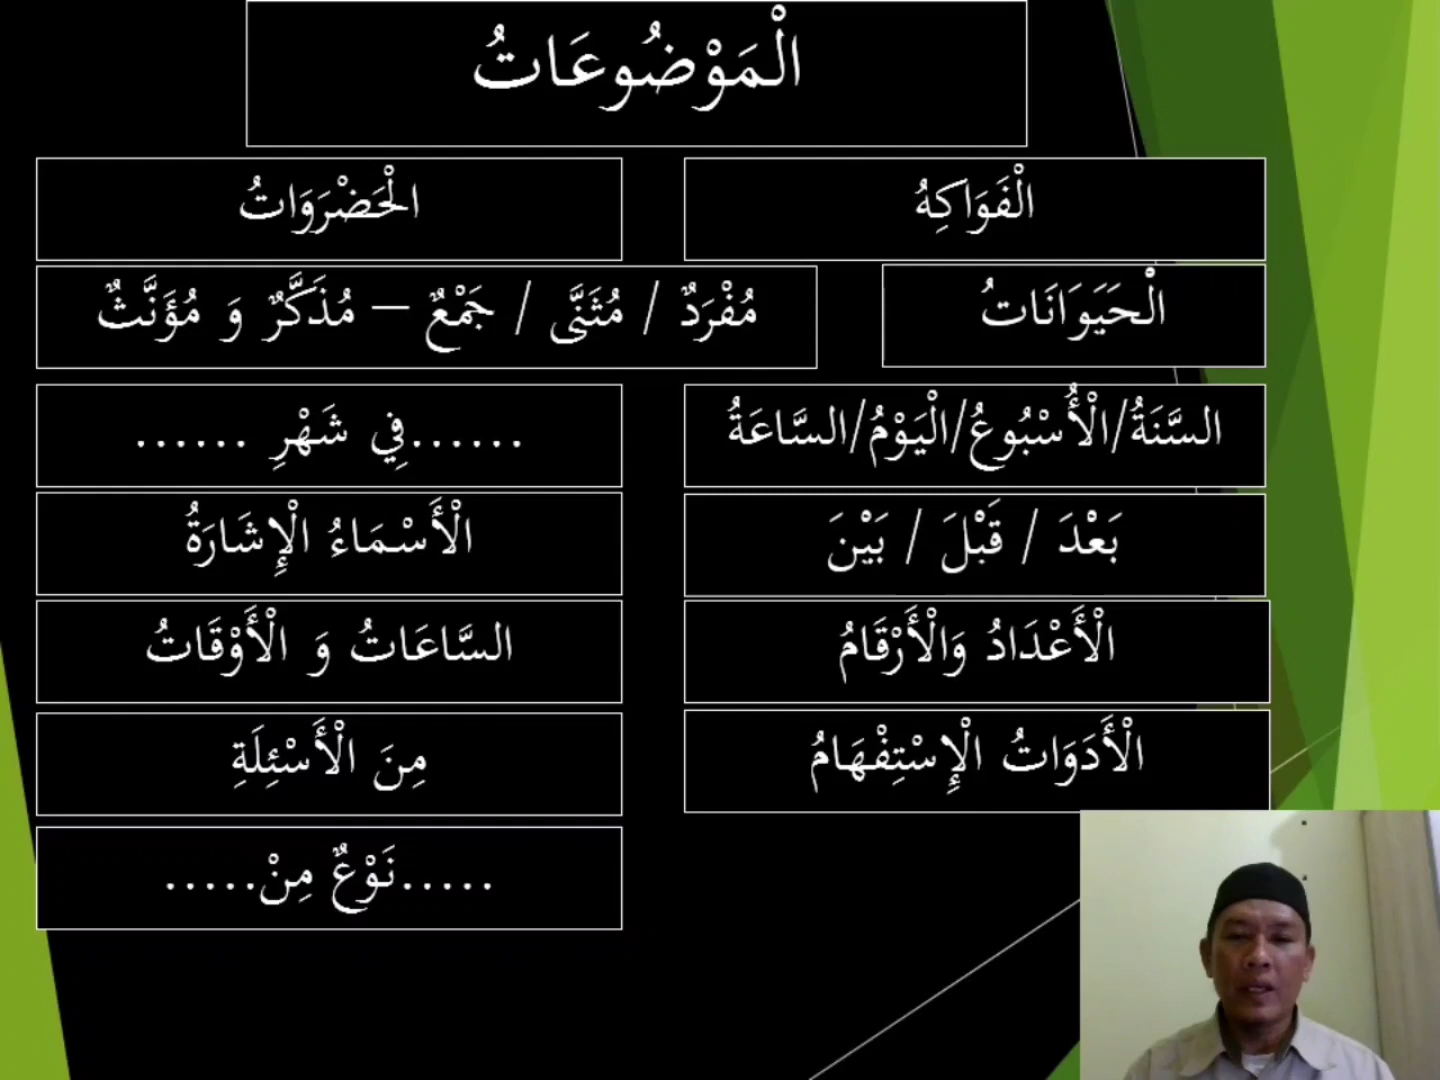 الْمَوْضُوعَاتُ
الْفَوَاكِهُ
الْحَضْرَوَاتُ
الْحَيَوَانَاتُ
مُفْرَدٌ / مُثَنَّى / جَمْعٌ – مُذَكَّرٌ وَ مُؤَنَّثٌ
السَّنَةُ/الْأُسْبُوعُ/الْيَوْمُ/السَّاعَةُ
......فِي شَهْرِ ......
بَعْدَ / قَبْلَ / بَيْنَ
الْأَسْمَاءُ الْإِشَارَةُ
الْأَعْدَادُ وَالْأَرْقَامُ
السَّاعَاتُ وَ الْأَوْقَاتُ
الْأَدَوَاتُ الْإِسْتِفْهَامُ
مِنَ الْأَسْئِلَةِ
.....نَوْعٌ مِنْ.....